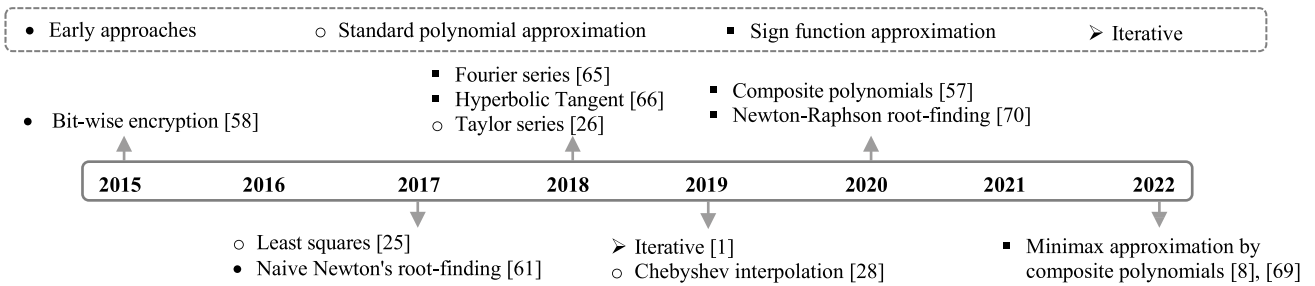 ● Early approaches ○ Standard polynomial approximation ■ Sign function approximation ➢ Iterative
■ Fourier series [65]
■ Hyperbolic Tangent [66]
○ Taylor series [26]
■ Composite polynomials [57]
■ Newton-Raphson root-finding [70]
● Bit-wise encryption [58]
2015 2016 2017 2018 2019 2020 2021 2022
○ Least squares [25]
● Naive Newton's root-finding [61]
➢ Iterative [1]
○ Chebyshev interpolation [28]
■ Minimax approximation by
composite polynomials [8], [69]